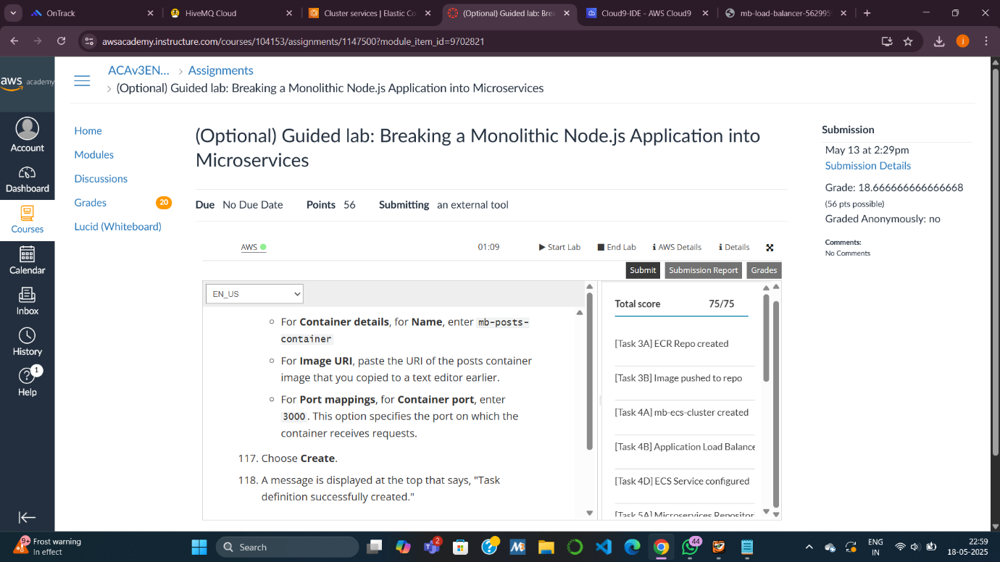 OnTrack
HiveMQ Cloud
Cluster services | Elastic Co
(Optional) Guided lab: Brea
Cloud9-IDE - AWS Cloud9
mb-load-balancer-562995
awsacademy.instructure.com/courses/104153/assignments/1147500?module_item_id=9702821
aws academy
Account
Dashboard
Courses
Calendar
Inbox
History
1
Help
ACAv3EN... > Assignments
> (Optional) Guided lab: Breaking a Monolithic Node.js Application into Microservices
Home
Modules
Discussions
Grades 20
Lucid (Whiteboard)
(Optional) Guided lab: Breaking a Monolithic Node.js Application into
Microservices
Due No Due Date Points 56 Submitting an external tool
AWS 01:09 Start Lab End Lab AWS Details Details
Submit Submission Report Grades
EN_US
For Container details, for Name, enter mb-posts-
container
For Image URI, paste the URI of the posts container
image that you copied to a text editor earlier.
For Port mappings, for Container port, enter
3000. This option specifies the port on which the
container receives requests.
117. Choose Create.
118. A message is displayed at the top that says, "Task
definition successfully created."
Total score 75/75
[Task 3A] ECR Repo created
[Task 3B] Image pushed to repo
[Task 4A] mb-ecs-cluster created
[Task 4B] Application Load Balance
[Task 4D] ECS Service configured
[Task 5A] Microservices Repositor
Submission
May 13 at 2:29pm
Submission Details
Grade: 18.666666666666668
(56 pts possible)
Graded Anonymously: no
Comments:
No Comments
9+
Frost warning
In effect
Search
2
44
ENG
IN
22:59
18-05-2025